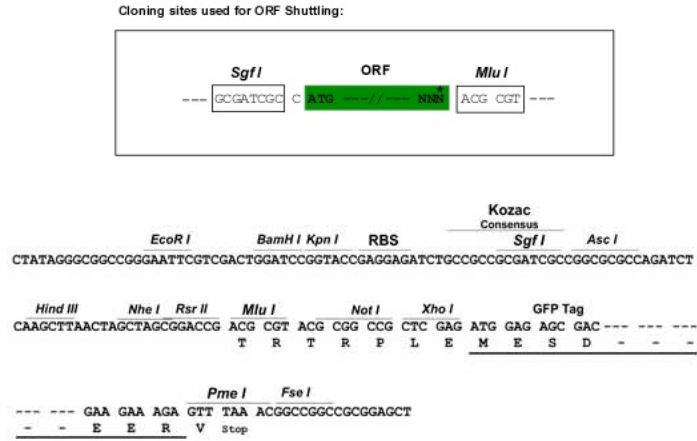 Cloning sites used for ORF Shuttling:
Sgf I ORF Mlu I
--- GCGATCGC C ATG ---//--- NNN* ACG CGT ---
Kozac
Consensus
EcoR I BamH I Kpn I RBS Sgf I Asc I
CTATAGGGCGGCCGGGAATTCGTCGACTGGATCCGGTACCGAGGAGATCTGCCGCCGCGATCGCCGGCGCGCCAGATCT
Hind III Nhe I Rsr II Mlu I Not I Xho I GFP Tag
CAAGCTTAACTAGCTAGCGGACCG ACG CGT ACG CGG CCG CTC GAG ATG GAG AGC GAC --- --- ---
T R T R P L E M E S D - - -
Pme I Fse I
--- --- GAA GAA AGA GTT TAA ACGGCCGGCCGCGGAGCT
- - E E R V Stop